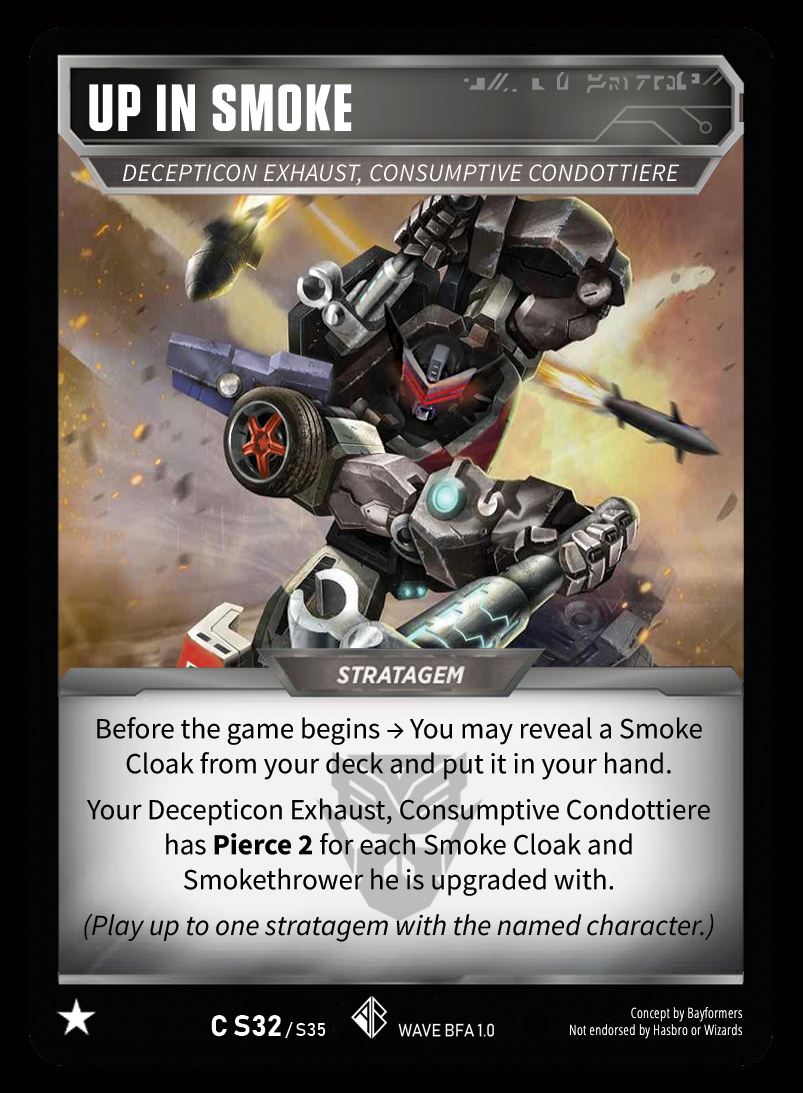 UP IN SMOKE
DECEPTICON EXHAUST, CONSUMPTIVE CONDOTTIERE
STRATAGEM
Before the game begins → You may reveal a Smoke
Cloak from your deck and put it in your hand.
Your Decepticon Exhaust, Consumptive Condottiere
has Pierce 2 for each Smoke Cloak and
Smokethrower he is upgraded with.
(Play up to one stratagem with the named character.)
C S32/S35
WAVE BFA 1.0
Concept by Bayformers
Not endorsed by Hasbro or Wizards